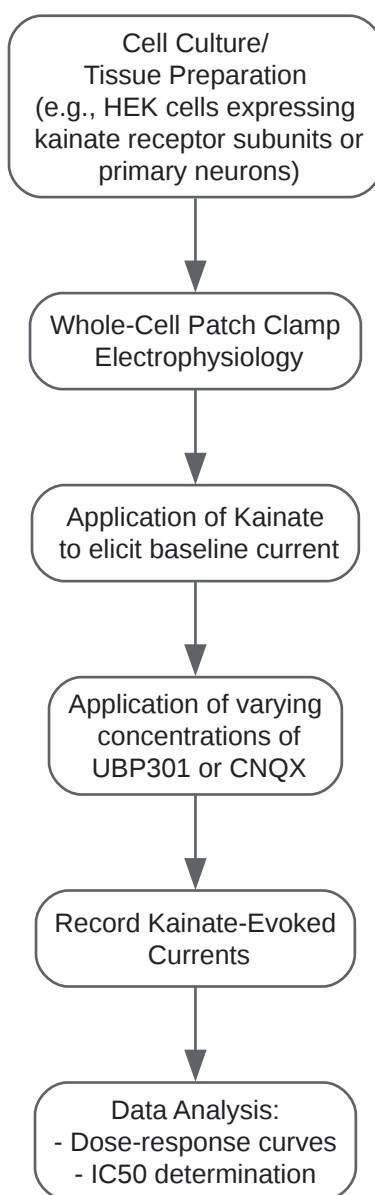 Cell Culture/
Tissue Preparation
(e.g., HEK cells expressing
kainate receptor subunits or
primary neurons)
Whole-Cell Patch Clamp
Electrophysiology
Application of Kainate
to elicit baseline current
Application of varying
concentrations of
UBP301 or CNQX
Record Kainate-Evoked
Currents
Data Analysis:
- Dose-response curves
- IC50 determination